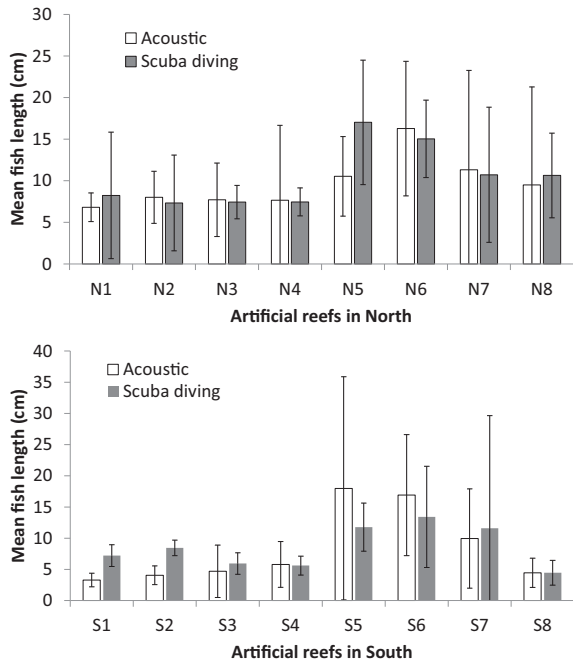 30
25
20
15
10
5
0
Mean fish length (cm)
Acoustic
Scuba diving
N1 N2 N3 N4 N5 N6 N7 N8
Artificial reefs in North
40
35
30
25
20
15
10
5
0
Mean fish length (cm)
Acoustic
Scuba diving
S1 S2 S3 S4 S5 S6 S7 S8
Artificial reefs in South